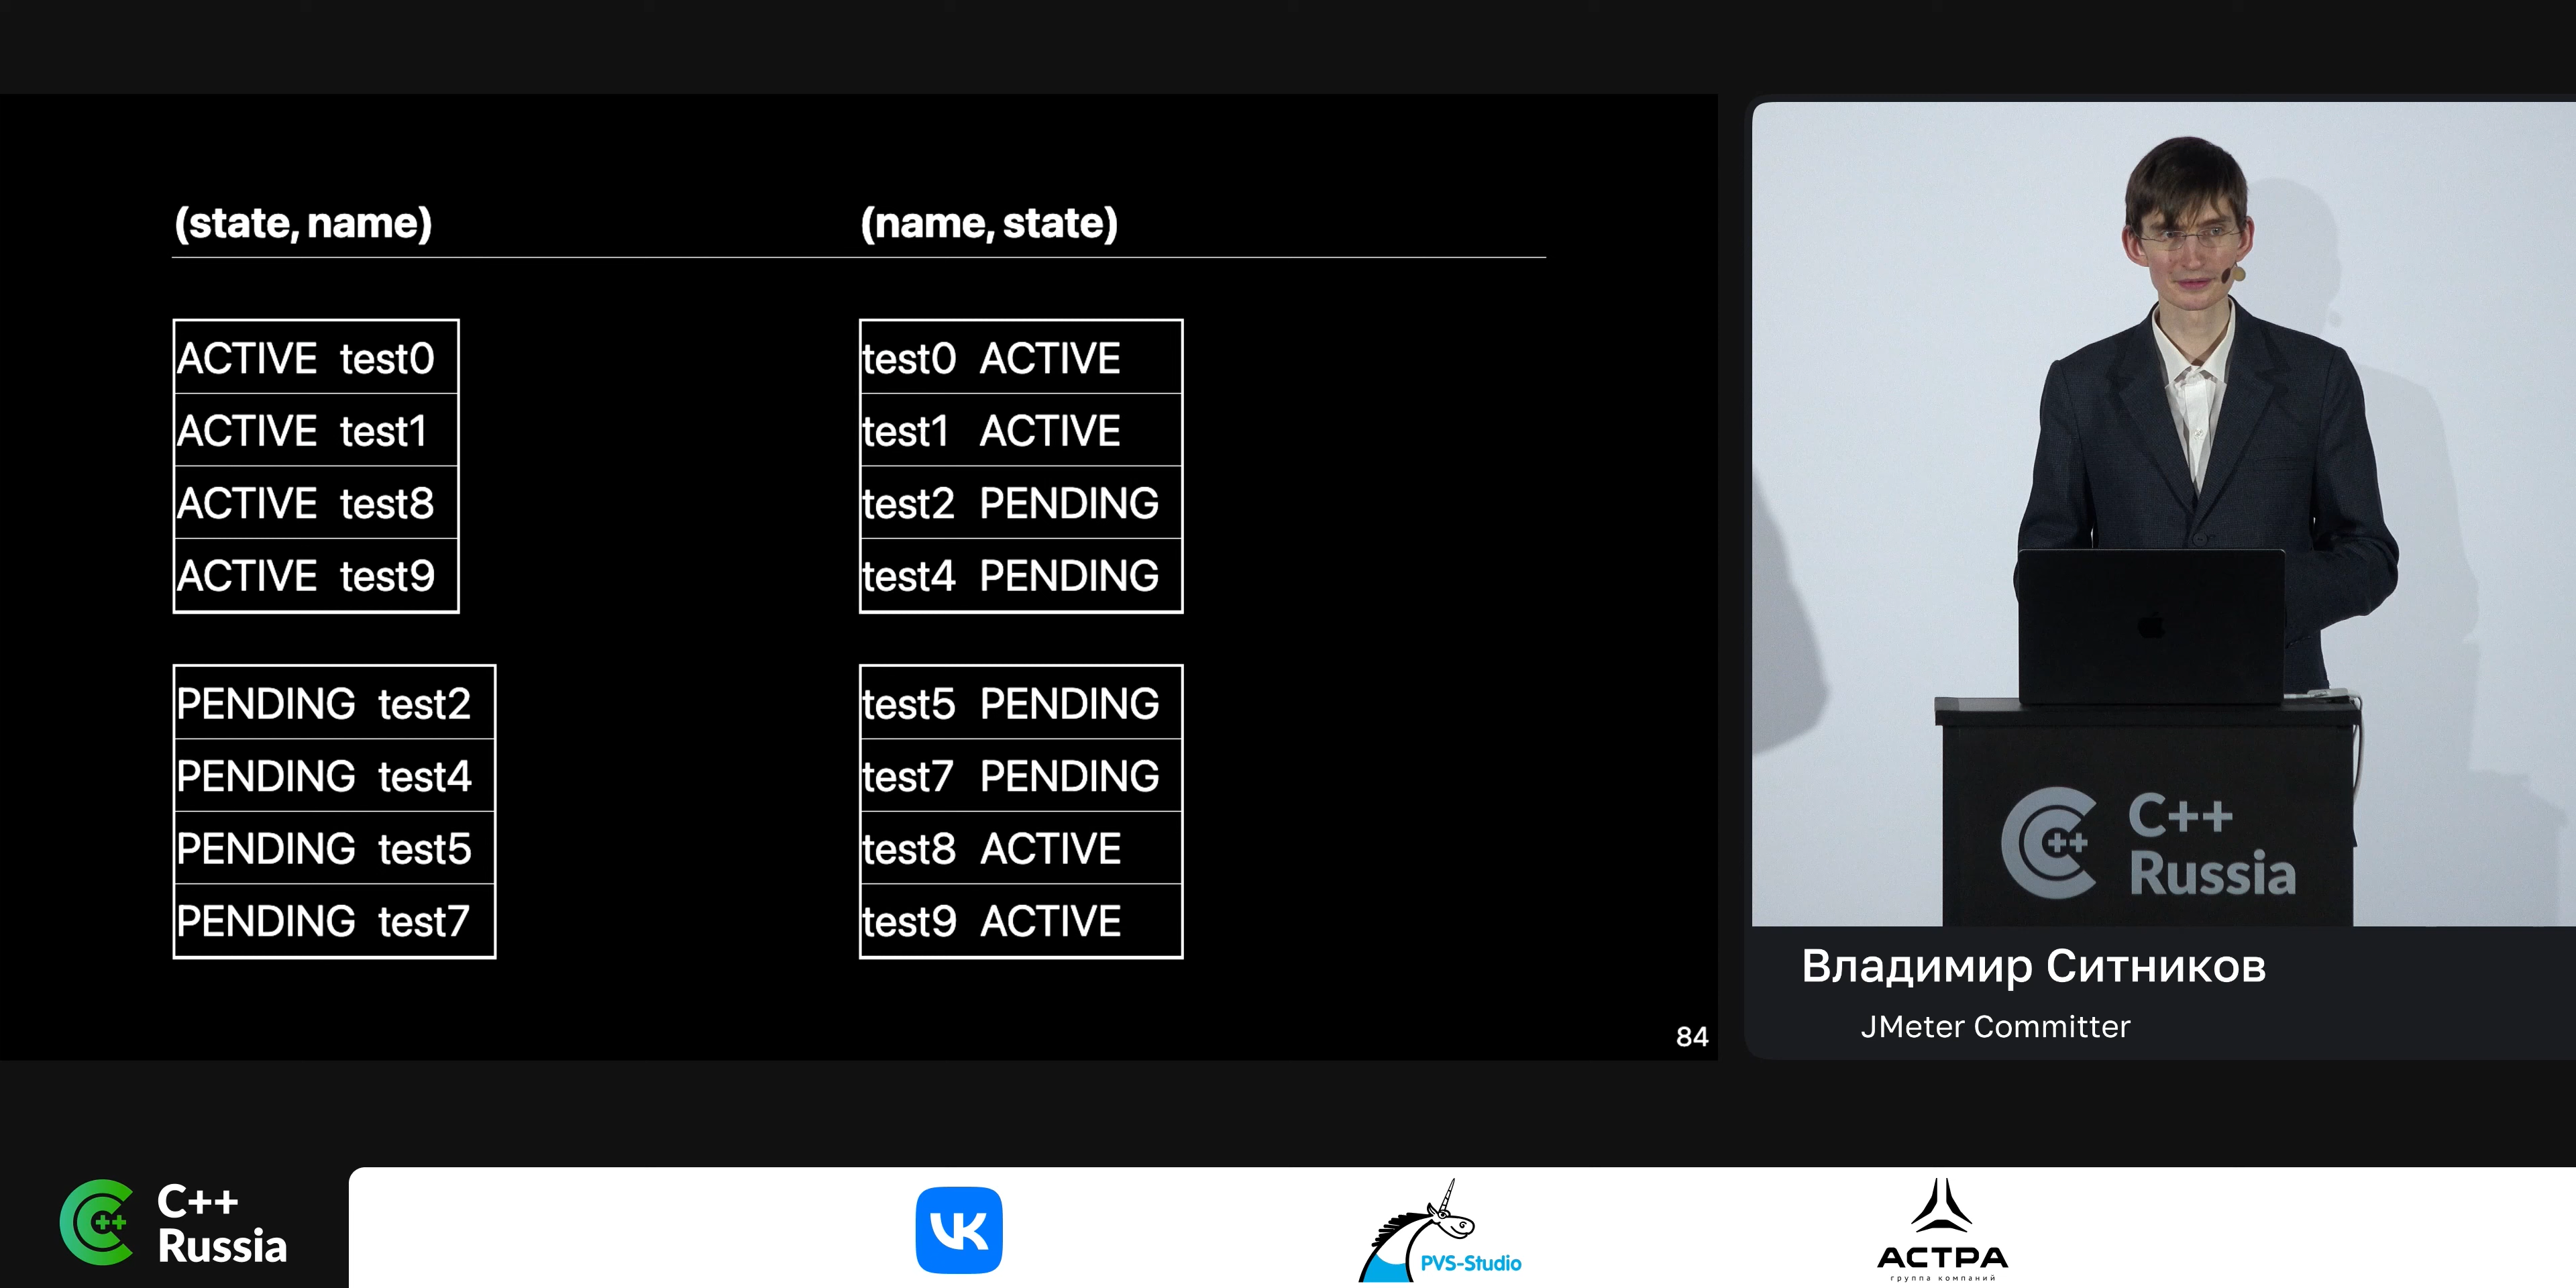 (state, name)
(name, state)
ACTIVE test0
ACTIVE test1
ACTIVE test8
ACTIVE test9
PENDING test2
PENDING test4
PENDING test5
PENDING test7
test0 ACTIVE
test1 ACTIVE
test2 PENDING
test4 PENDING
test5 PENDING
test7 PENDING
test8 ACTIVE
test9 ACTIVE
84
C++
Russia
Владимир Ситников
JMeter Committer
C++
Russia
VK
PVS-Studio
АСТРА
группа компаний